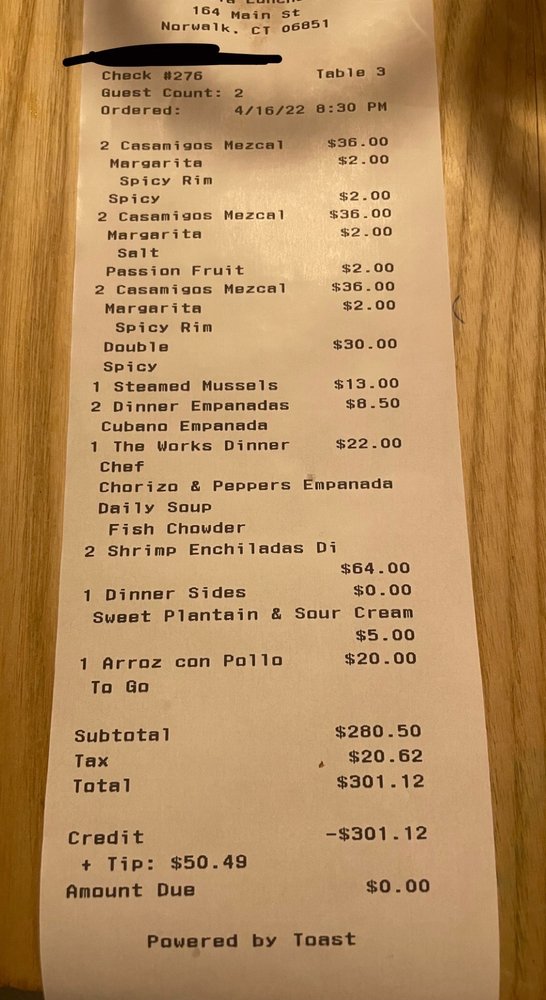 164 Main St
Norwalk, CT 06851
Check #276 Table 3
Guest Count: 2
Ordered: 4/16/22 8:30 PM
2 Casamigos Mezcal $36.00
Margarita $2.00
Spicy Rim
Spicy $2.00
2 Casamigos Mezcal $36.00
Margarita $2.00
Salt
Passion Fruit $2.00
2 Casamigos Mezcal $36.00
Margarita $2.00
Spicy Rim
Double $30.00
Spicy
1 Steamed Mussels $13.00
2 Dinner Empanadas $8.50
Cubano Empanada
1 The Works Dinner $22.00
Chef
Chorizo & Peppers Empanada
Daily Soup
Fish Chowder
2 Shrimp Enchiladas Di
$64.00
1 Dinner Sides $0.00
Sweet Plantain & Sour Cream
$5.00
1 Arroz con Pollo $20.00
To Go
Subtotal $280.50
Tax $20.62
Total $301.12
Credit -$301.12
+ Tip: $50.49
Amount Due $0.00
Powered by Toast